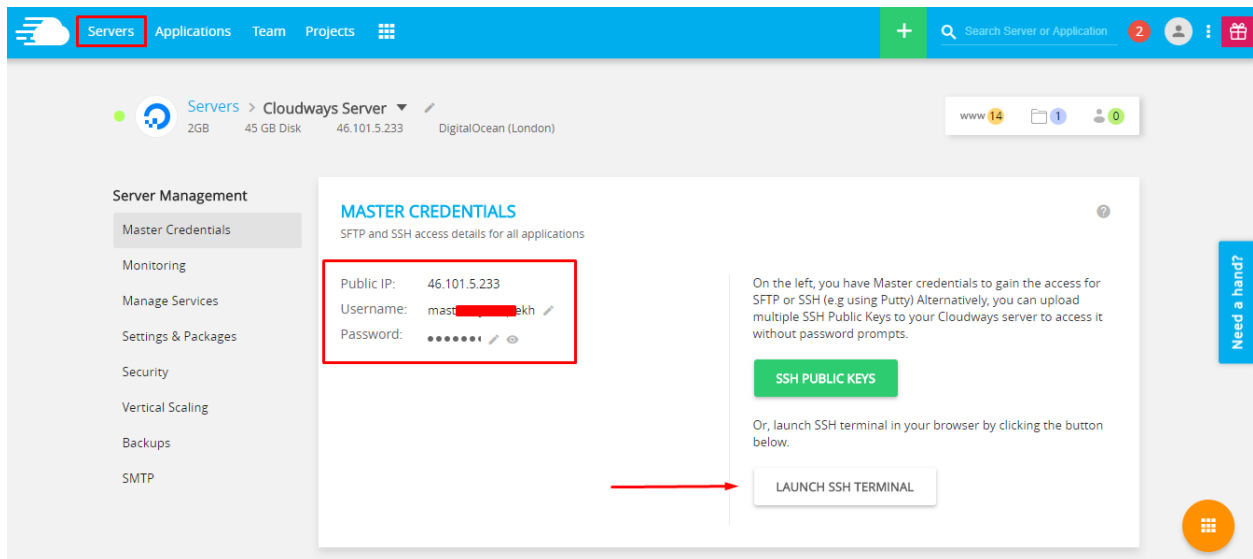 Servers Applications Team Projects
Search Server or Application 2
Servers > Cloudways Server
2GB 45 GB Disk 46.101.5.233 DigitalOcean (London)
www 14 1 0
Server Management
Master Credentials
Monitoring
Manage Services
Settings & Packages
Security
Vertical Scaling
Backups
SMTP
MASTER CREDENTIALS
SFTP and SSH access details for all applications
Public IP: 46.101.5.233
Username: mast ekh
Password:
On the left, you have Master credentials to gain the access for
SFTP or SSH (e.g using Putty) Alternatively, you can upload
multiple SSH Public Keys to your Cloudways server to access it
without password prompts.
SSH PUBLIC KEYS
Or, launch SSH terminal in your browser by clicking the button
below.
LAUNCH SSH TERMINAL
Need a hand?